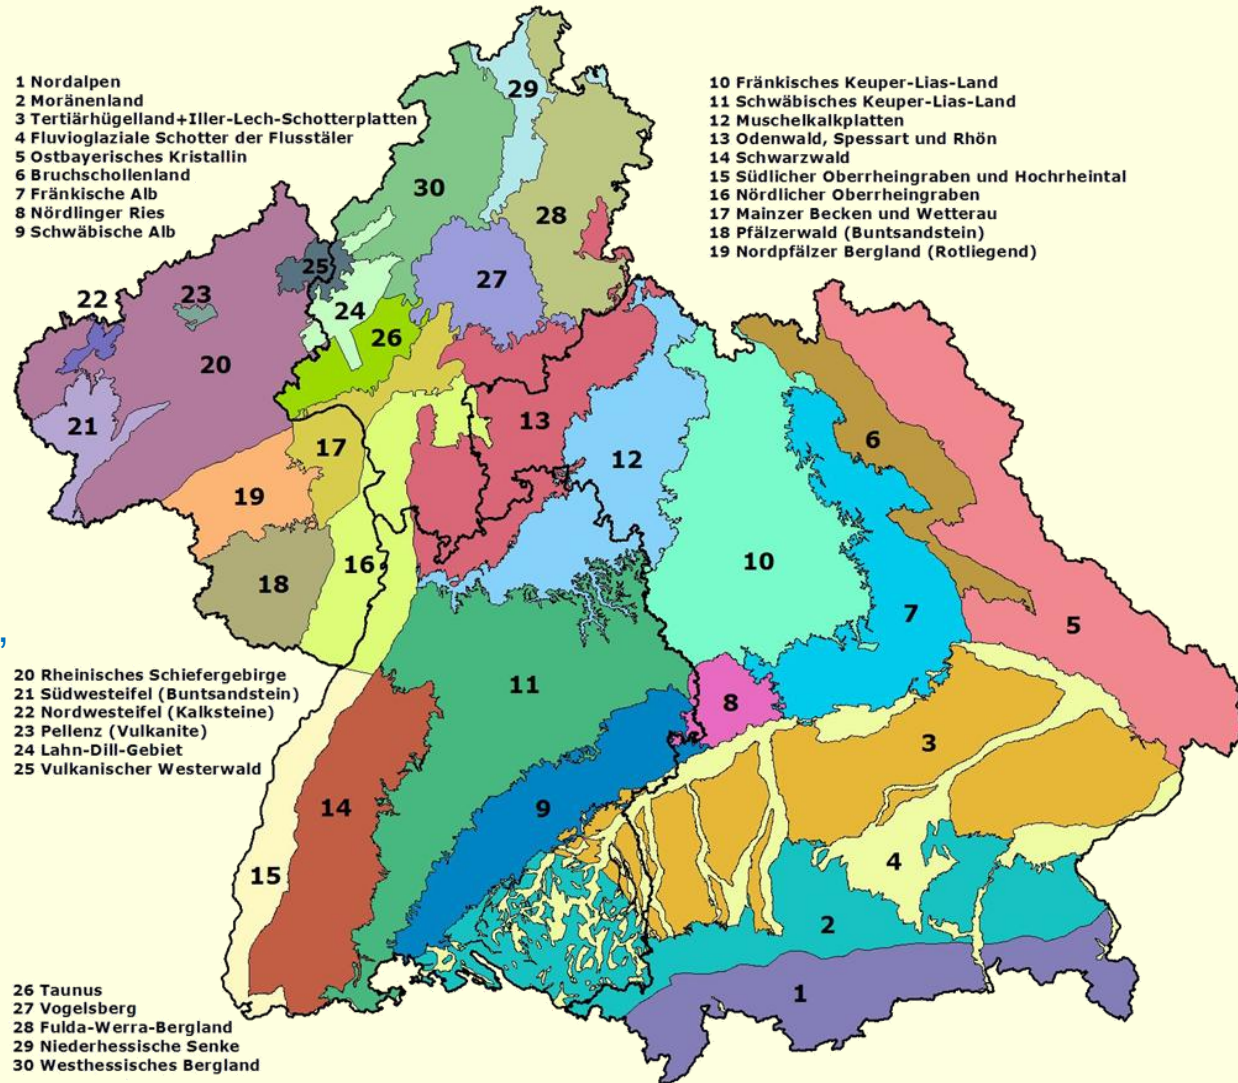 1 Nordalpen
2 Moränenland
3 Tertiärhügelland+Iller-Lech-Schotterplatten
4 Fluvioglaziale Schotter der Flusstäler
5 Ostbayerisches Kristallin
6 Bruchschollenland
7 Fränkische Alb
8 Nördlinger Ries
9 Schwäbische Alb
10 Fränkisches Keuper-Lias-Land
11 Schwäbisches Keuper-Lias-Land
12 Muschelkalkplatten
13 Odenwald, Spessart und Rhön
14 Schwarzwald
15 Südlicher Oberrheingraben und Hochrheintal
16 Nördlicher Oberrheingraben
17 Mainzer Becken und Wetterau
18 Pfälzerwald (Buntsandstein)
19 Nordpfälzer Bergland (Rotliegend)
29
30
28
25
27
22
23
24
26
20
21
13
17
12
6
19
16
10
18
7
5
,
20 Rheinisches Schiefergebirge
21 Südwesteifel (Buntsandstein)
22 Nordwesteifel (Kalksteine)
23 Pellenz (Vulkanite)
24 Lahn-Dill-Gebiet
25 Vulkanischer Westerwald
11
8
3
14
9
4
15
2
1
26 Taunus
27 Vogelsberg
28 Fulda-Werra-Bergland
29 Niederhessische Senke
30 Westhessisches Bergland